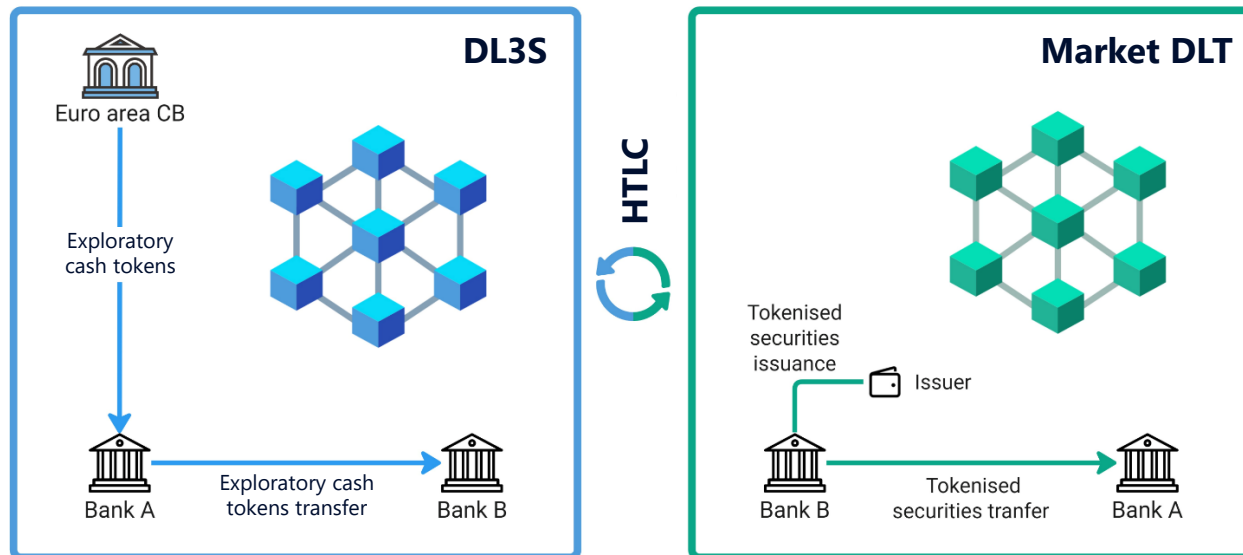 DL3S
Euro area CB
Exploratory
cash tokens
Bank A
Exploratory cash
tokens transfer
Bank B
HTLC
Market DLT
Tokenised
securities
issuance
Issuer
Bank B
Tokenised
securities tranfer
Bank A